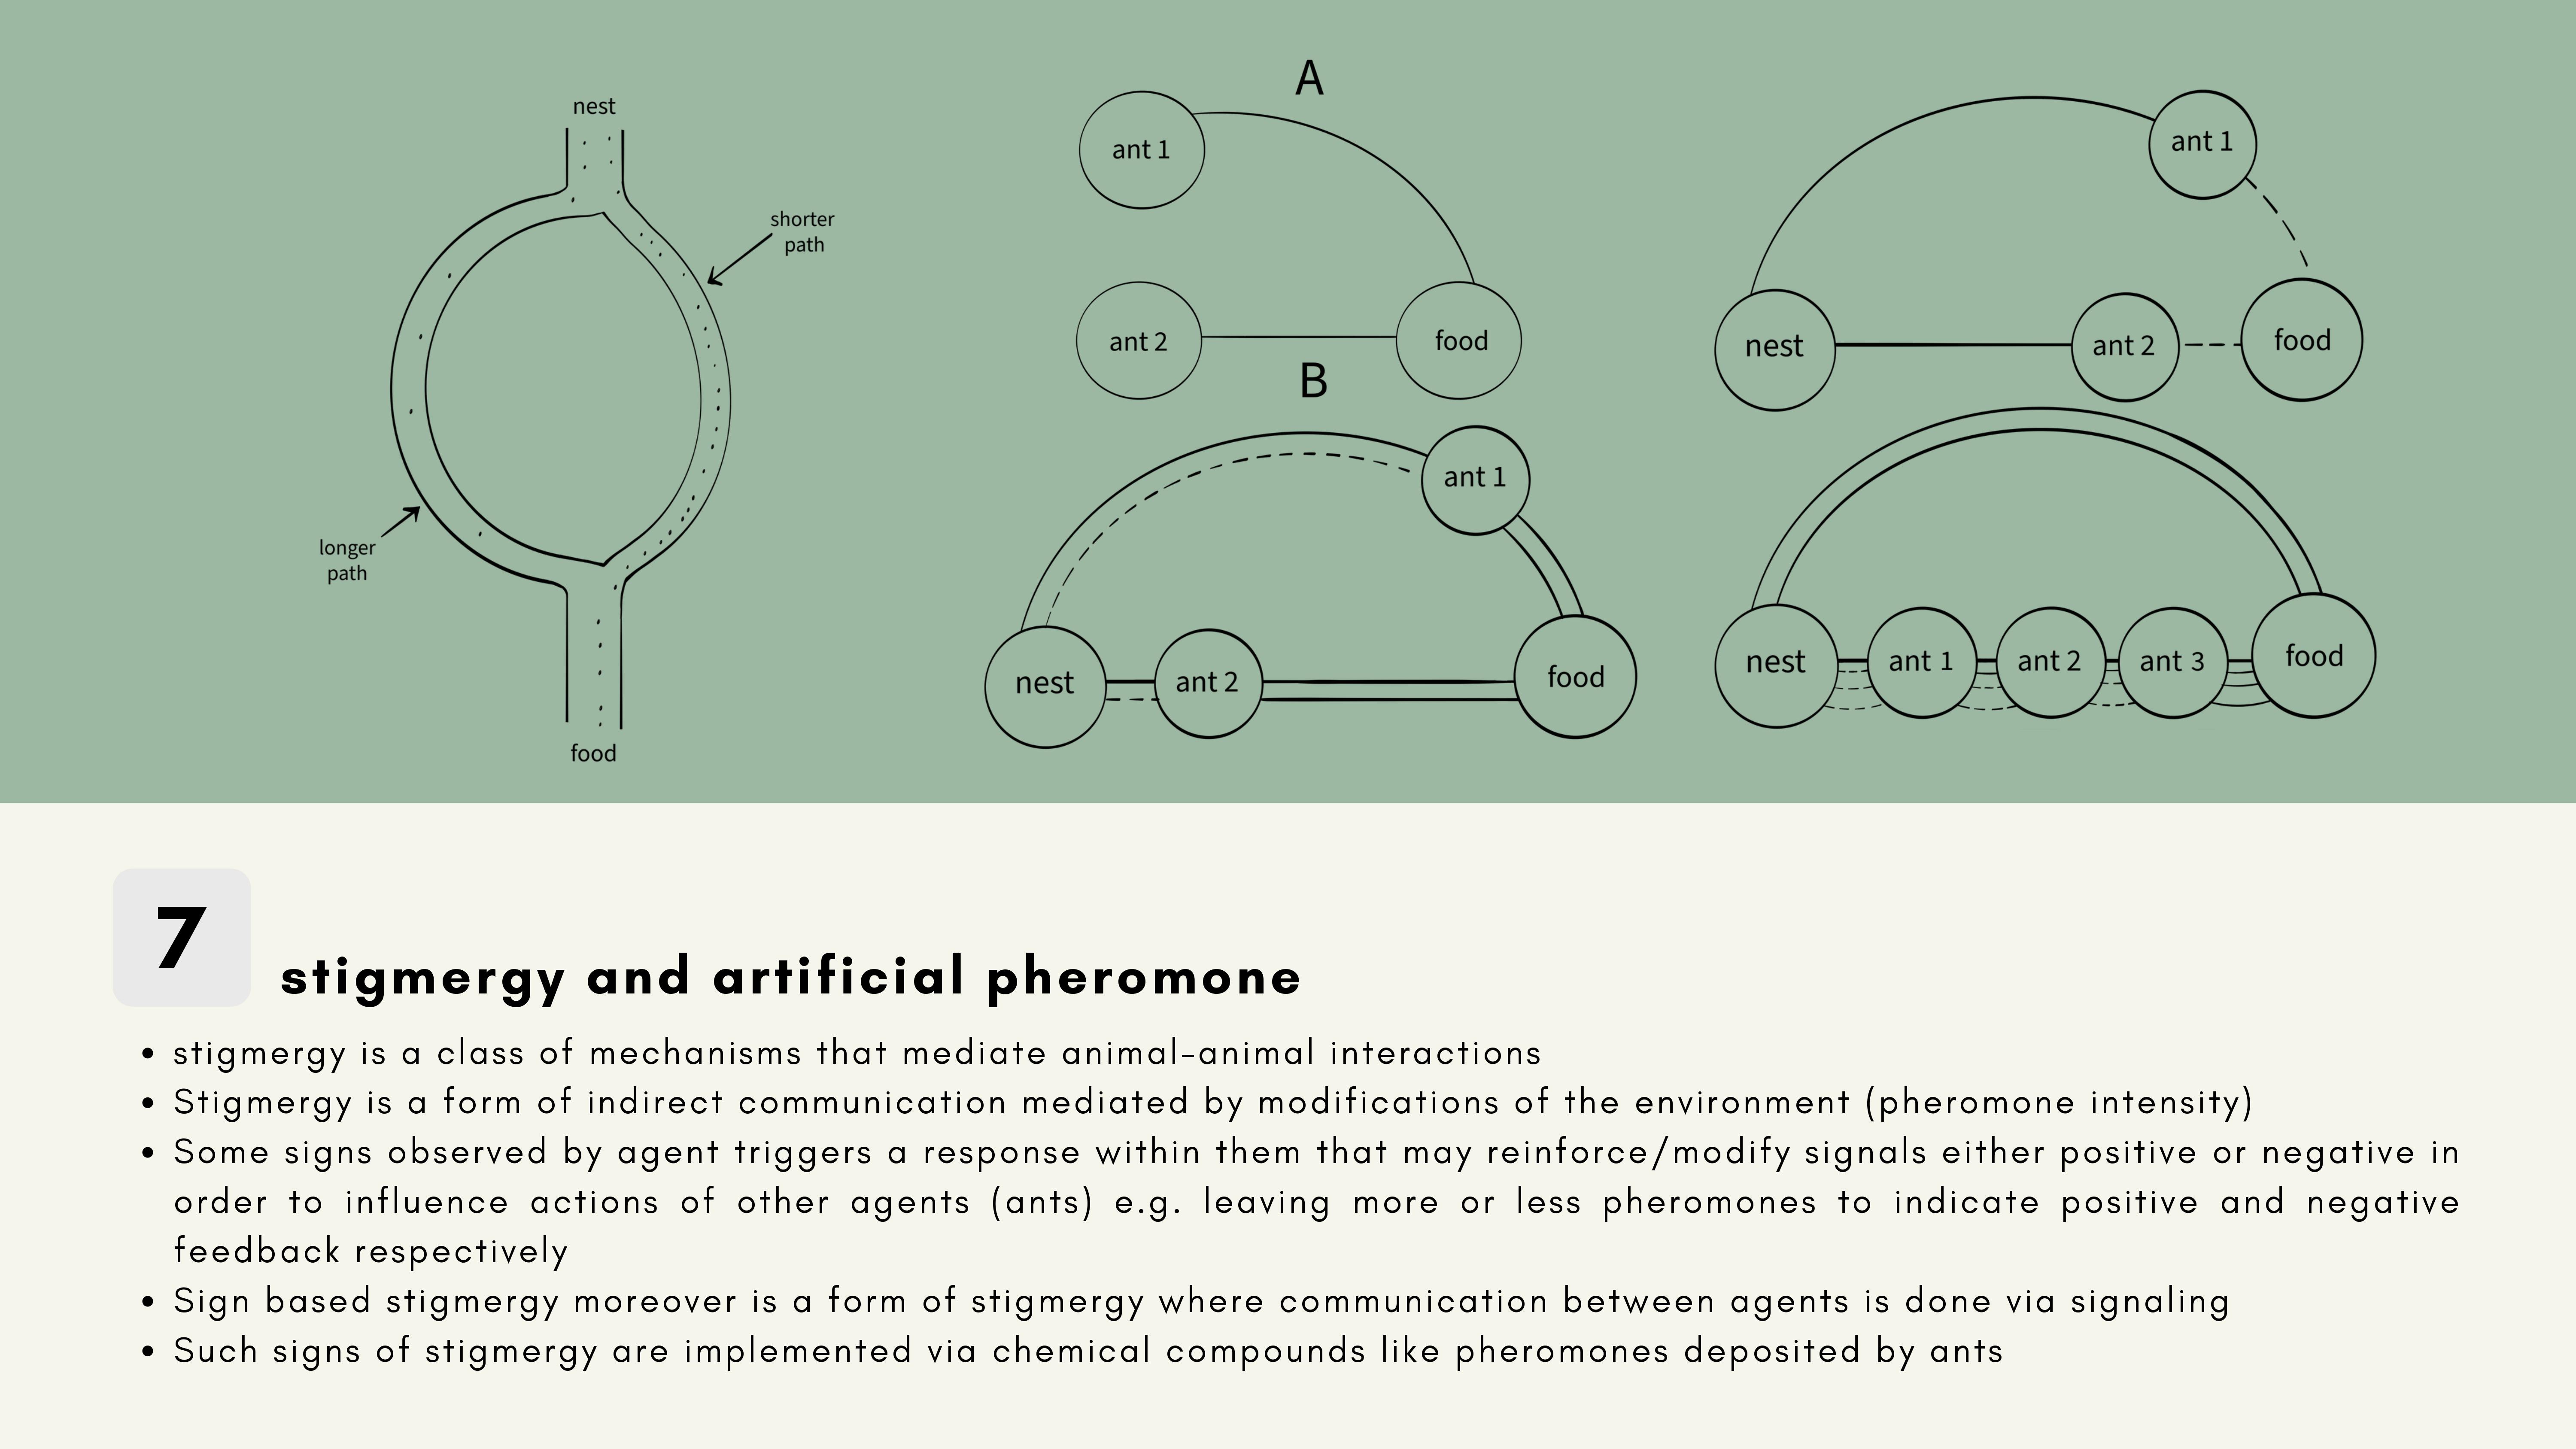 nest
shorter
path
longer
path
food
A
ant 1
ant 2
food
B
ant 1
nest
ant 2
food
ant 1
nest
ant 2
food
nest
ant 1
ant 2
ant 3
food
7
stigmergy and artificial pheromone
• stigmergy is a class of mechanisms that mediate animal-animal interactions
• Stigmergy is a form of indirect communication mediated by modifications of the environment (pheromone intensity)
• Some signs observed by agent triggers a response within them that may reinforce/modify signals either positive or negative in
order to influence actions of other agents (ants) e.g. leaving more or less pheromones to indicate positive and negative
feedback respectively
• Sign based stigmergy moreover is a form of stigmergy where communication between agents is done via signaling
• Such signs of stigmergy are implemented via chemical compounds like pheromones deposited by ants